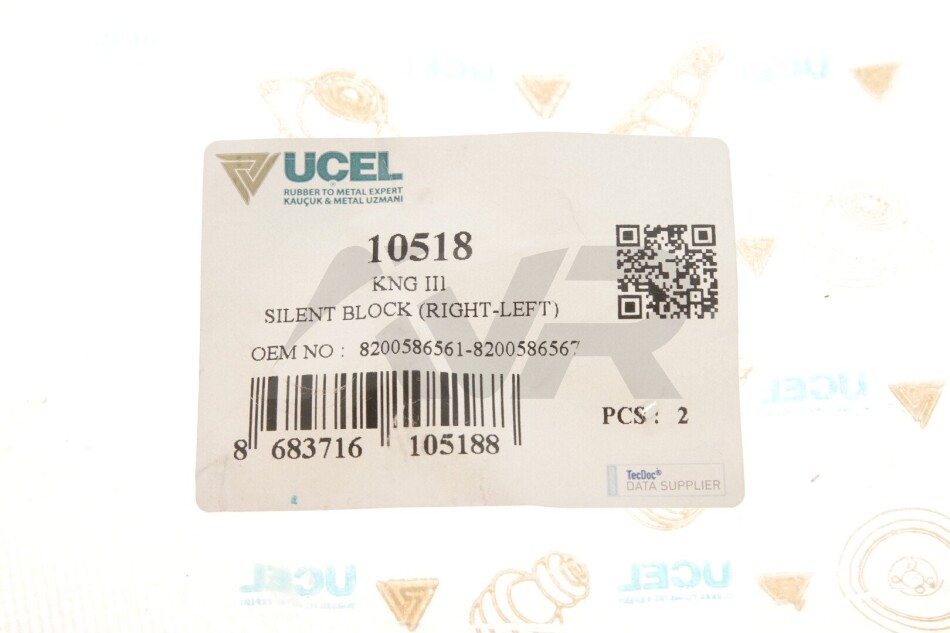 UCEL
RUBBER TO METAL EXPERT
KAUÇUK & METAL UZMANI
10518
KNG III
SILENT BLOCK (RIGHT-LEFT)
OEM NO : 8200586561-8200586567
8 683716 105188
PCS : 2
TecDoc®
DATA SUPPLIER